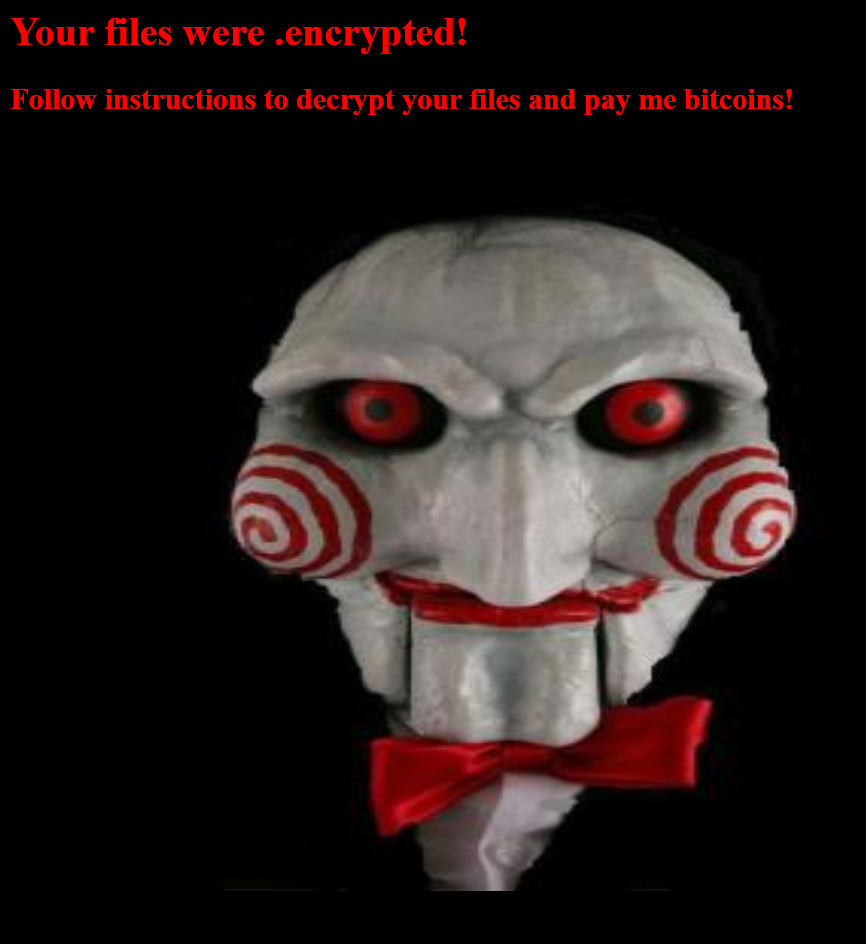 Your files were .encrypted!
Follow instructions to decrypt your files and pay me bitcoins!